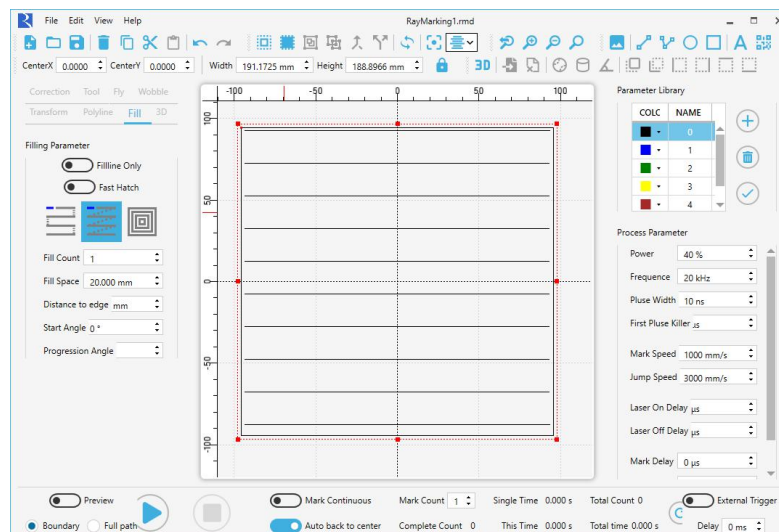 File Edit View Help RayMarking1.rmd
CenterX 0.0000 CenterY 0.0000 Width 191.1725 mm Height 188.8966 mm 3D
Correction Tool Fly Wobble
Transform Polyline Fill 3D
Filling Parameter
Fillline Only
Fast Hatch
Fill Count 1
Fill Space 20.000 mm
Distance to edge mm
Start Angle 0 °
Progression Angle
-100 -50 0 50 100
100
50
0
-50
-100
Parameter Library
COLC NAME
0
1
2
3
4
Process Parameter
Power 40 %
Frequence 20 kHz
Pluse Width 10 ns
First Pluse Killer µs
Mark Speed 1000 mm/s
Jump Speed 3000 mm/s
Laser On Delay µs
Laser Off Delay µs
Mark Delay 0 µs
Preview Mark Continuous Mark Count 1 Single Time 0.000 s Total Count 0 External Trigger
Boundary Full path Auto back to center Complete Count 0 This Time 0.000 s Total time 0.000 s Delay 0 ms